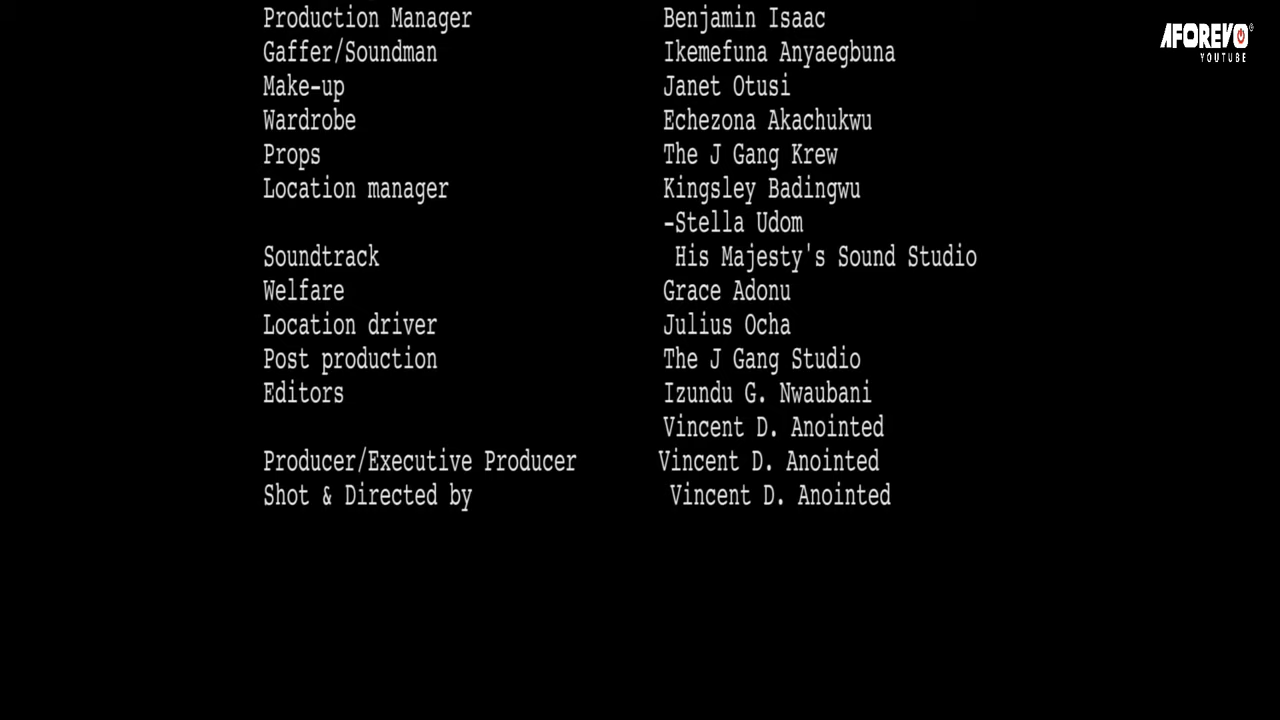 Production Manager Benjamin Isaac
AFOREVO®
YOUTUBE
Gaffer/Soundman Ikemefuna Anyaegbuna
Make-up Janet Otusi
Wardrobe Echezona Akachukwu
Props The J Gang Krew
Location manager Kingsley Badingwu
-Stella Udom
Soundtrack His Majesty's Sound Studio
Welfare Grace Adonu
Location driver Julius Ocha
Post production The J Gang Studio
Editors Izundu G. Nwaubani
Vincent D. Anointed
Producer/Executive Producer Vincent D. Anointed
Shot & Directed by Vincent D. Anointed